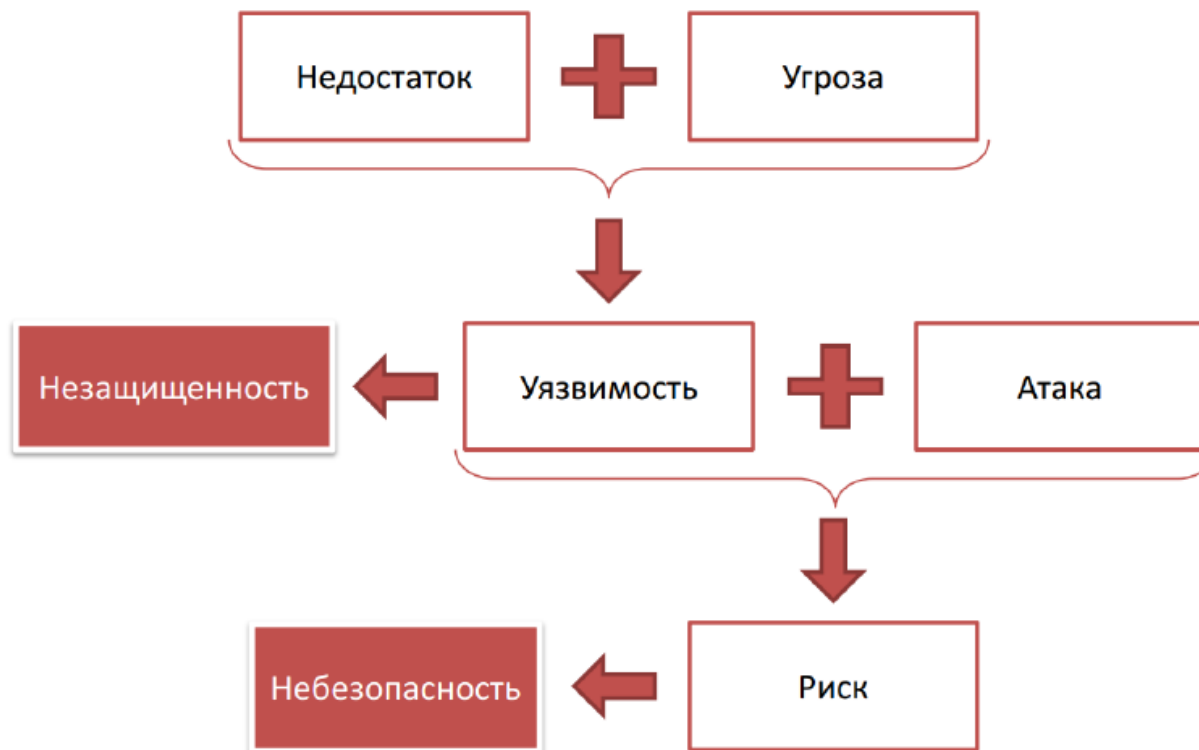 Недостаток
Угроза
Незащищенность
Уязвимость
Атака
Небезопасность
Риск